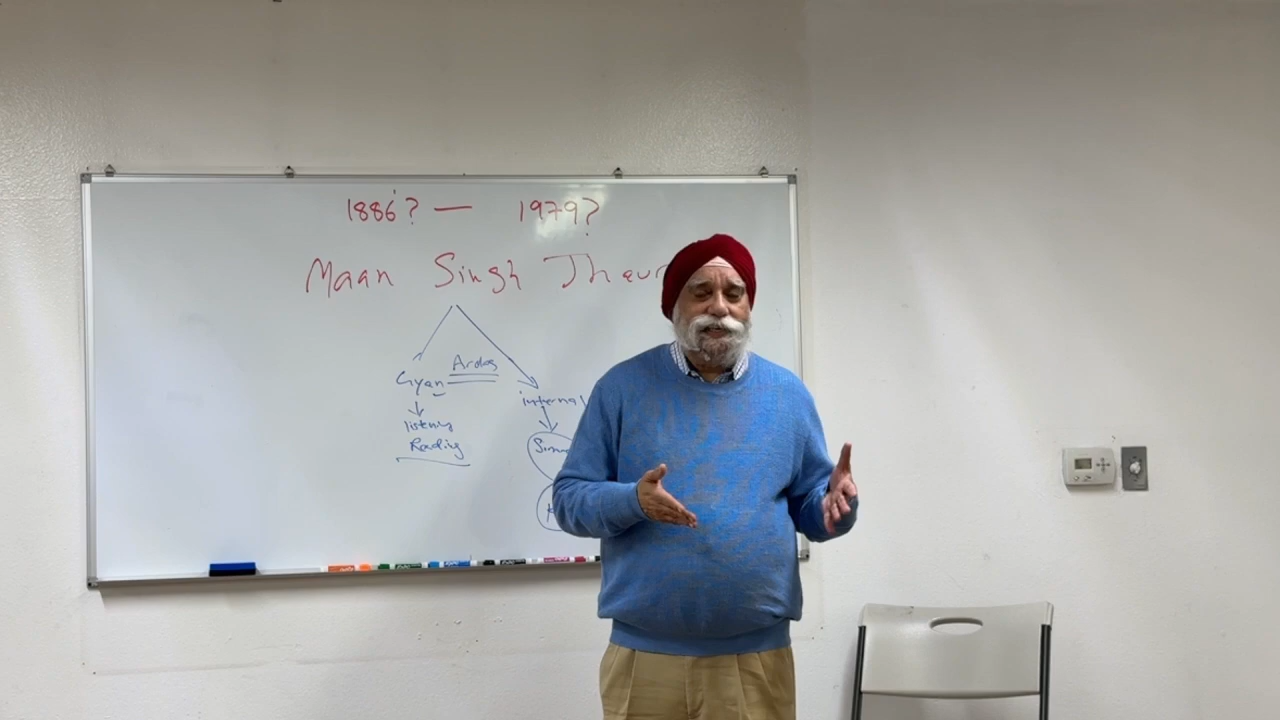 1886? — 1979?
Maan Singh Jhaur
Ardas
Gyan
internal
listening
Reading